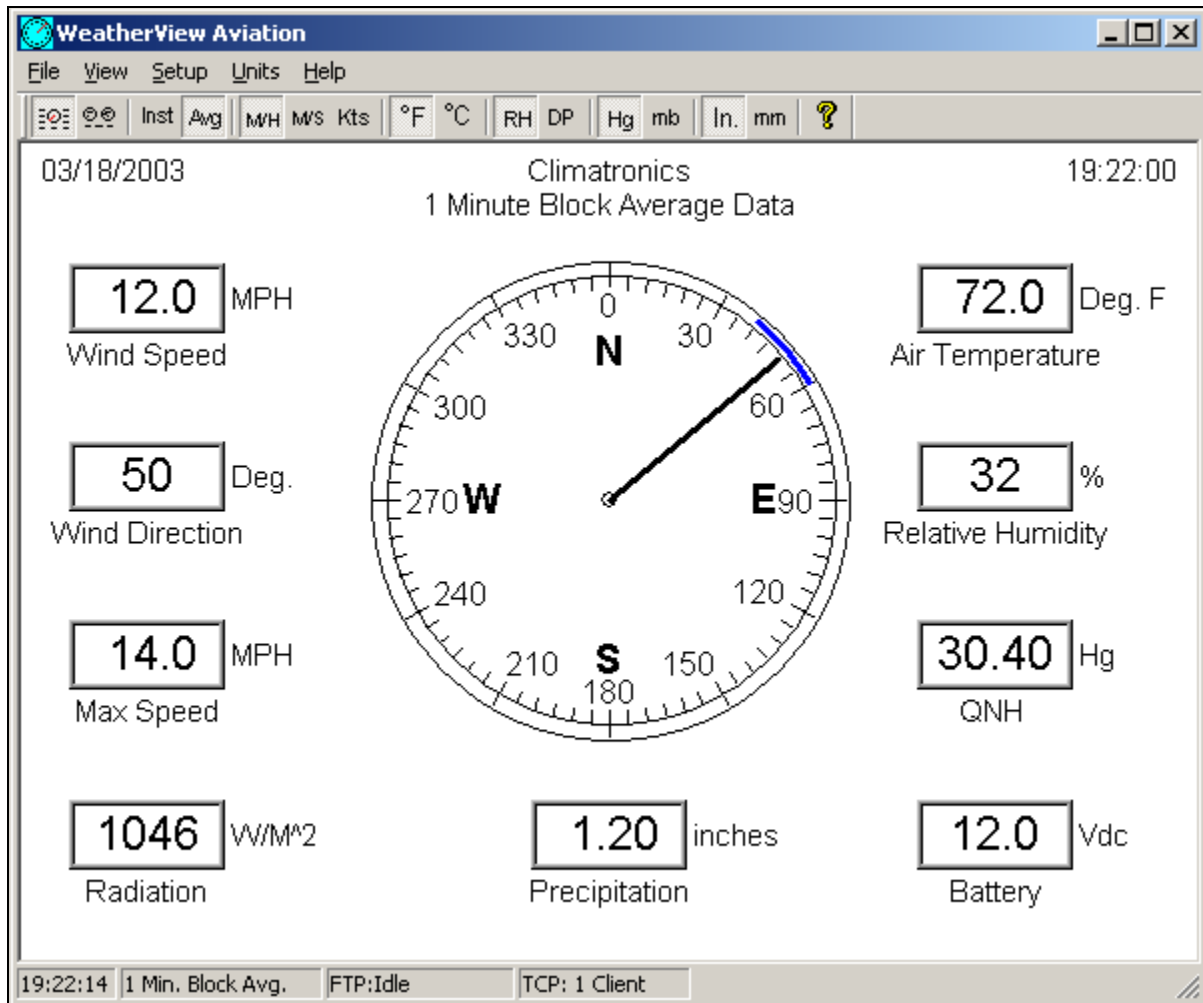 WeatherView Aviation
File View Setup Units Help
Inst Avg M/H M/S Kts °F °C RH DP Hg mb In. mm ?
03/18/2003 Climatronics 19:22:00
1 Minute Block Average Data
12.0 MPH
Wind Speed
50 Deg.
Wind Direction
14.0 MPH
Max Speed
1046 W/M^2
Radiation
0
30
60
90
120
150
180
210
240
270
300
330
N
E
S
W
1.20 inches
Precipitation
72.0 Deg. F
Air Temperature
32 %
Relative Humidity
30.40 Hg
QNH
12.0 Vdc
Battery
19:22:14 1 Min. Block Avg. FTP:Idle TCP: 1 Client